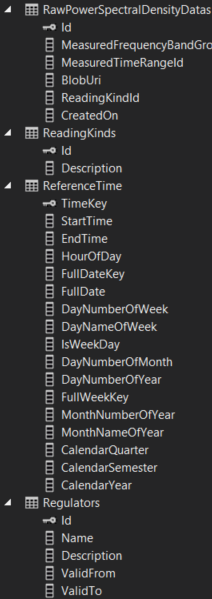 RawPowerSpectralDensityDatas
Id
MeasuredFrequencyBandGro
MeasuredTimeRangeId
BlobUri
ReadingKindId
CreatedOn
ReadingKinds
Id
Description
ReferenceTime
TimeKey
StartTime
EndTime
HourOfDay
FullDateKey
FullDate
DayNumberOfWeek
DayNameOfWeek
IsWeekDay
DayNumberOfMonth
DayNumberOfYear
FullWeekKey
MonthNumberOfYear
MonthNameOfYear
CalendarQuarter
CalendarSemester
CalendarYear
Regulators
Id
Name
Description
ValidFrom
ValidTo